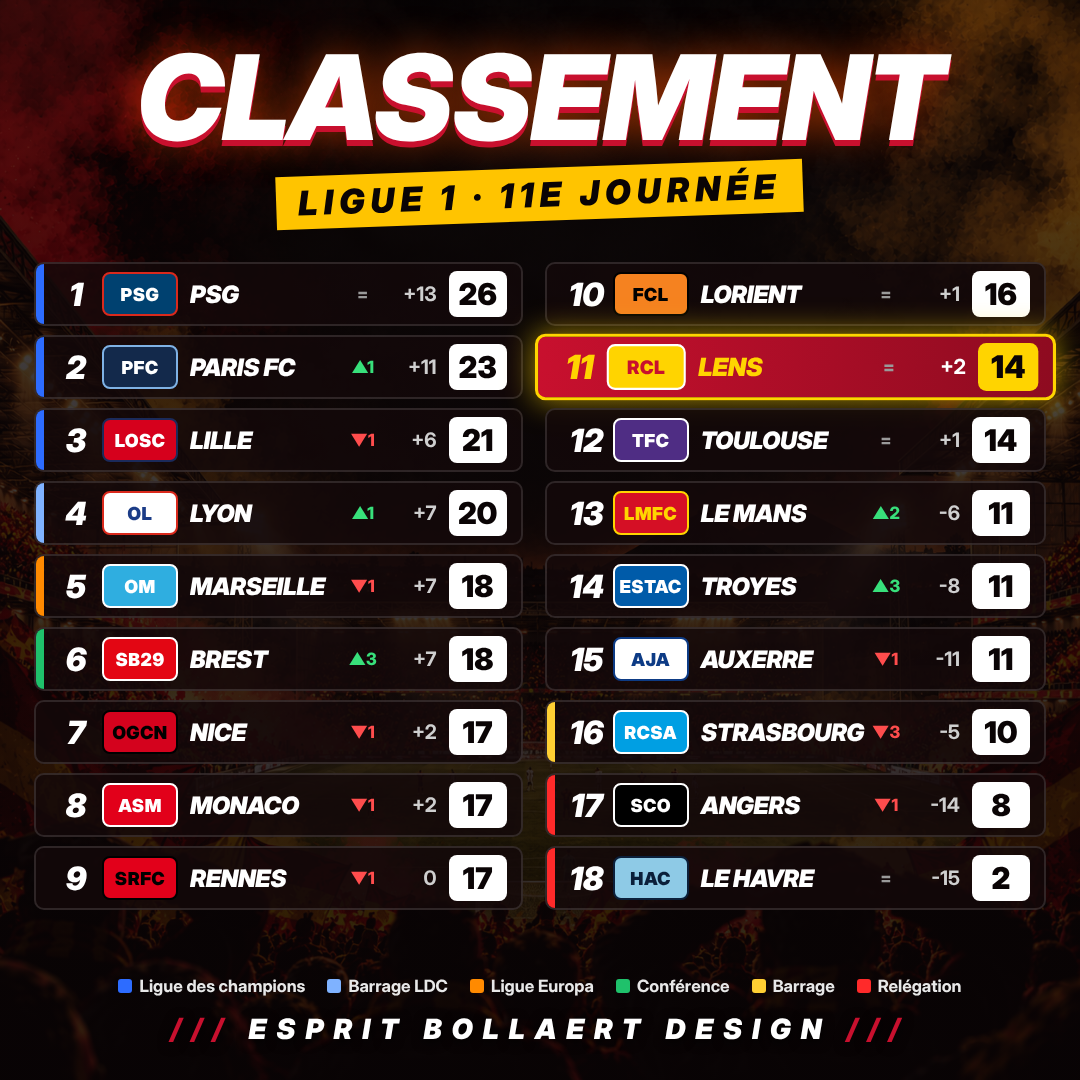 CLASSEMENT
LIGUE 1 · 11E JOURNÉE
1 PSG PSG = +13 26
2 PFC PARIS FC ▲1 +11 23
3 LOSC LILLE ▼1 +6 21
4 OL LYON ▲1 +7 20
5 OM MARSEILLE ▼1 +7 18
6 SB29 BREST ▲3 +7 18
7 OGCN NICE ▼1 +2 17
8 ASM MONACO ▼1 +2 17
9 SRFC RENNES ▼1 0 17
10 FCL LORIENT = +1 16
11 RCL LENS = +2 14
12 TFC TOULOUSE = +1 14
13 LMFC LE MANS ▲2 -6 11
14 ESTAC TROYES ▲3 -8 11
15 AJA AUXERRE ▼1 -11 11
16 RCSA STRASBOURG ▼3 -5 10
17 SCO ANGERS ▼1 -14 8
18 HAC LE HAVRE = -15 2
Ligue des champions Barrage LDC Ligue Europa Conférence Barrage Relégation
/// ESPRIT BOLLAERT DESIGN ///